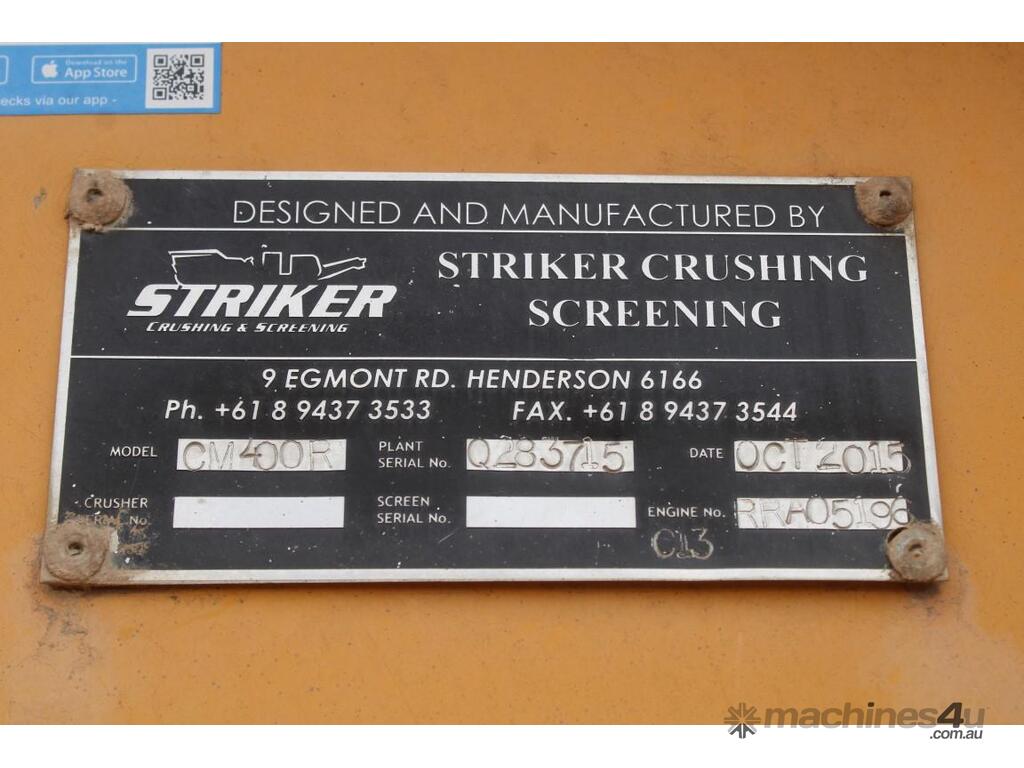 Download on the
App Store
ecks via our app -
DESIGNED AND MANUFACTURED BY
STRIKER
CRUSHING & SCREENING
STRIKER CRUSHING
SCREENING
9 EGMONT RD. HENDERSON 6166
Ph. +61 8 9437 3533 FAX. +61 8 9437 3544
MODEL CM400R PLANT SERIAL No. Q283715 DATE OCT 2015
CRUSHER SERIAL No. SCREEN SERIAL No. ENGINE No. RRA05196
C13
machines4u
.com.au